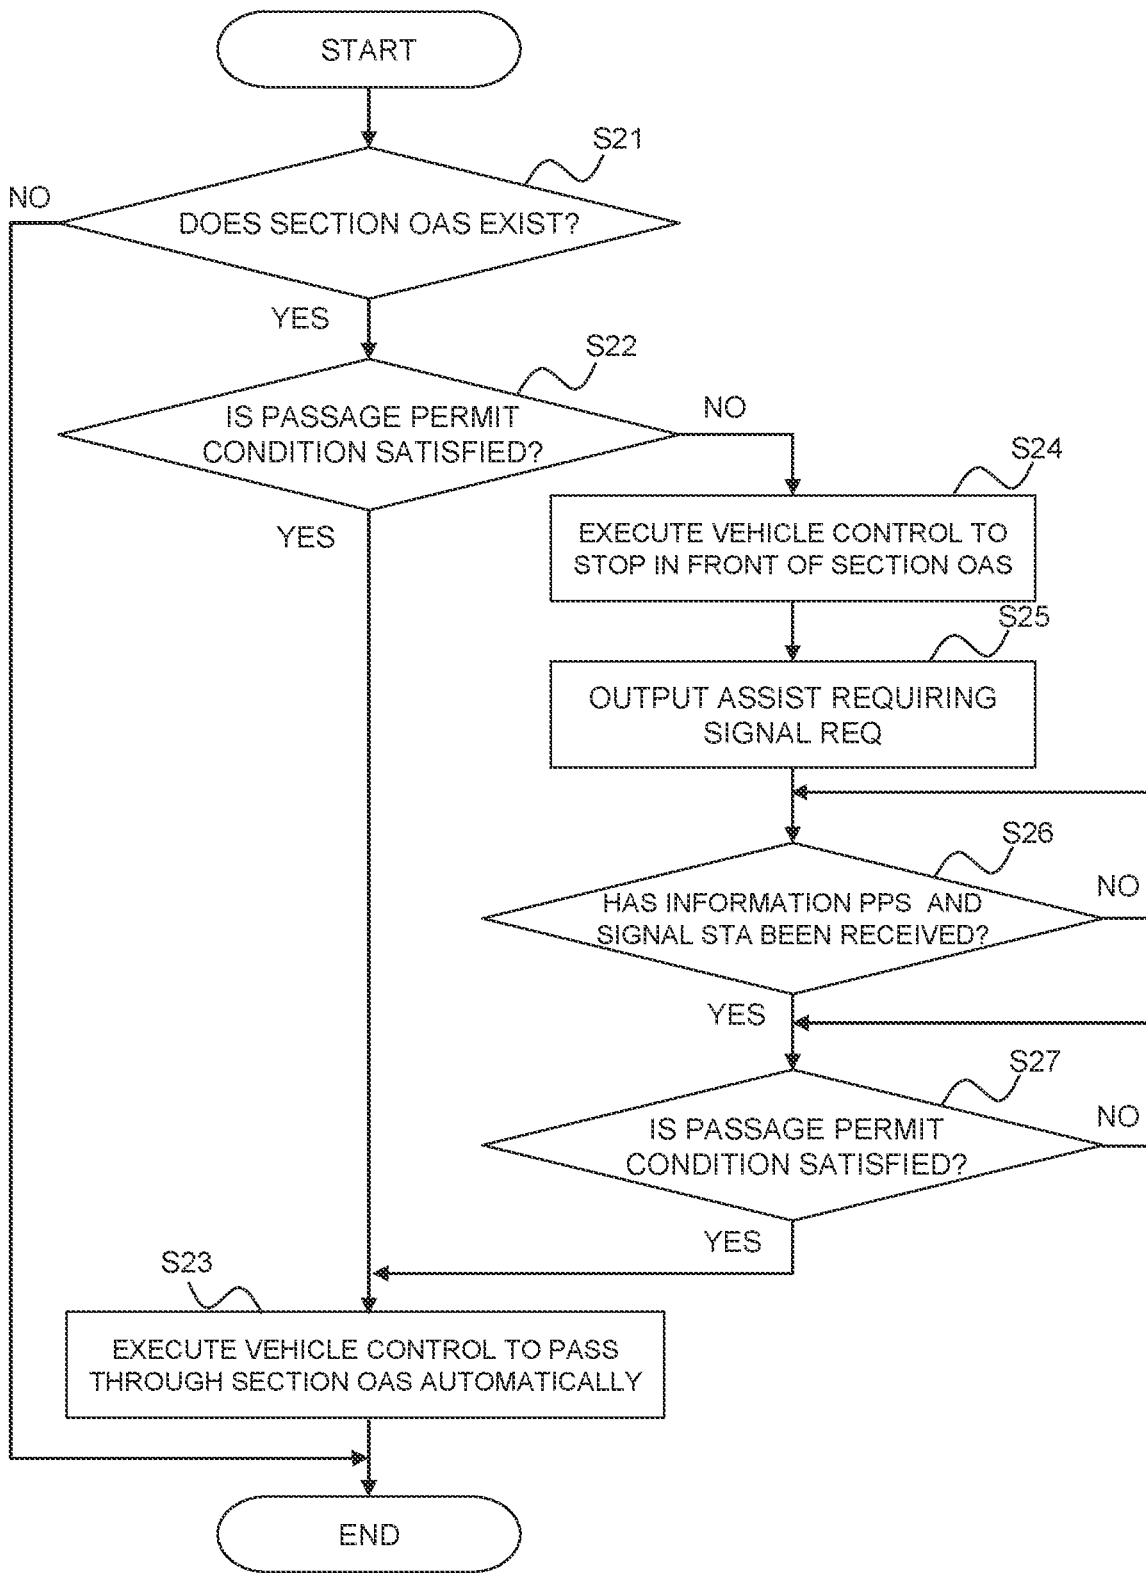 START
S21
NO
DOES SECTION OAS EXIST?
YES
S22
IS PASSAGE PERMIT
CONDITION SATISFIED?
NO
YES
S24
EXECUTE VEHICLE CONTROL TO
STOP IN FRONT OF SECTION OAS
S25
OUTPUT ASSIST REQUIRING
SIGNAL REQ
S26
HAS INFORMATION PPS AND
SIGNAL STA BEEN RECEIVED?
NO
YES
S27
IS PASSAGE PERMIT
CONDITION SATISFIED?
NO
YES
S23
EXECUTE VEHICLE CONTROL TO PASS
THROUGH SECTION OAS AUTOMATICALLY
END